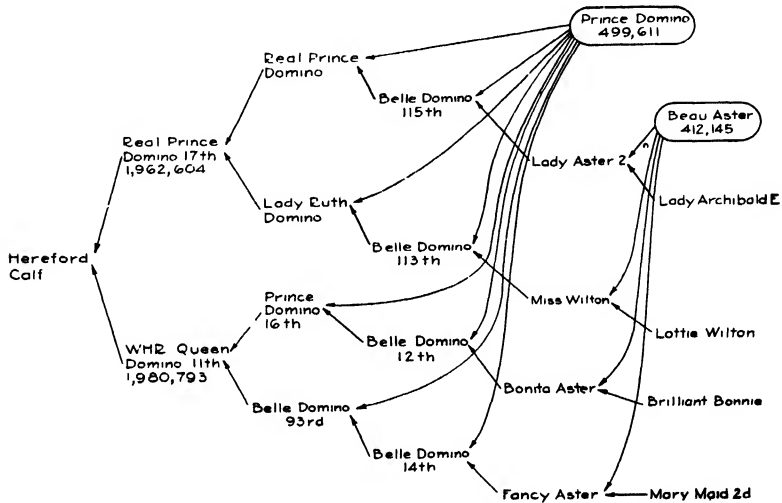 Prince Domino
499,611
Real Prince
Domino
Belle Domino
115th
Beau Aster
412,145
Real Prince
Domino 17th
1,962,604
Lady Aster 2
Lady Archibald E
Lady Ruth
Domino
Belle Domino
113th
Hereford
Calf
Miss Wilton
Prince
Domino
16th
Lottie Wilton
WHR Queen
Domino 11th
1,980,793
Belle Domino
12th
Bonita Aster
Brilliant Bonnie
Belle Domino
93rd
Belle Domino
14th
Fancy Aster
Mary Maid 2d